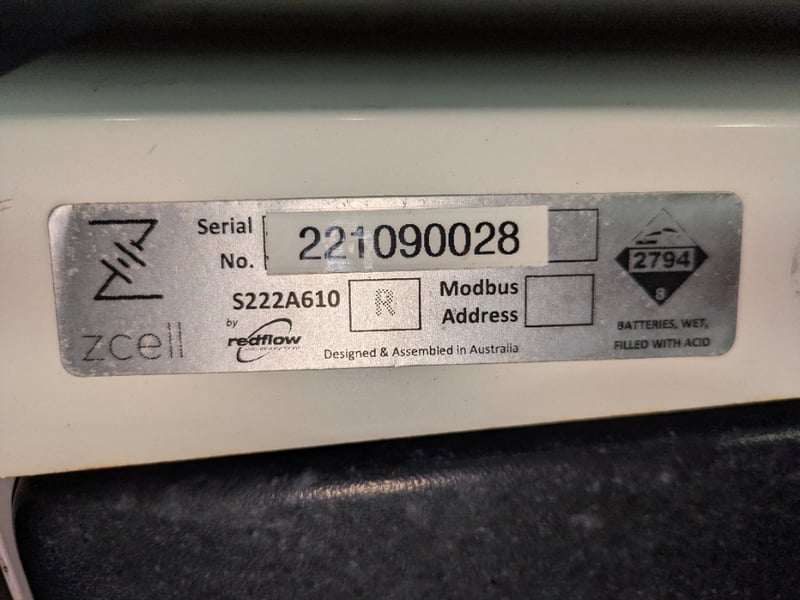 Serial No. 221090028
S222A610 R Modbus Address
zcell
by redflow
Designed & Assembled in Australia
2794
8
BATTERIES, WET,
FILLED WITH ACID